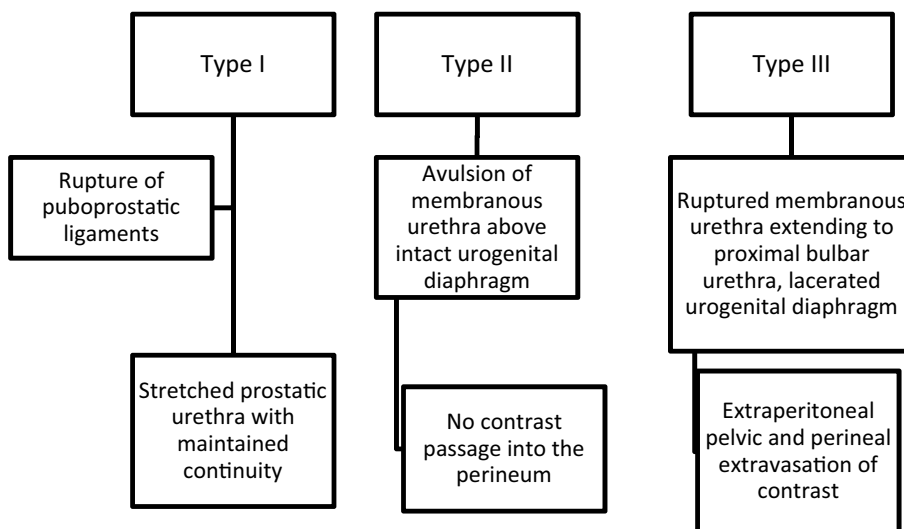 Type I
Rupture of
puboprostatic
ligaments
Stretched prostatic
urethra with
maintained
continuity
Type II
Avulsion of
membranous
urethra above
intact urogenital
diaphragm
No contrast
passage into the
perineum
Type III
Ruptured membranous
urethra extending to
proximal bulbar
urethra, lacerated
urogenital diaphragm
Extraperitoneal
pelvic and perineal
extravasation of
contrast